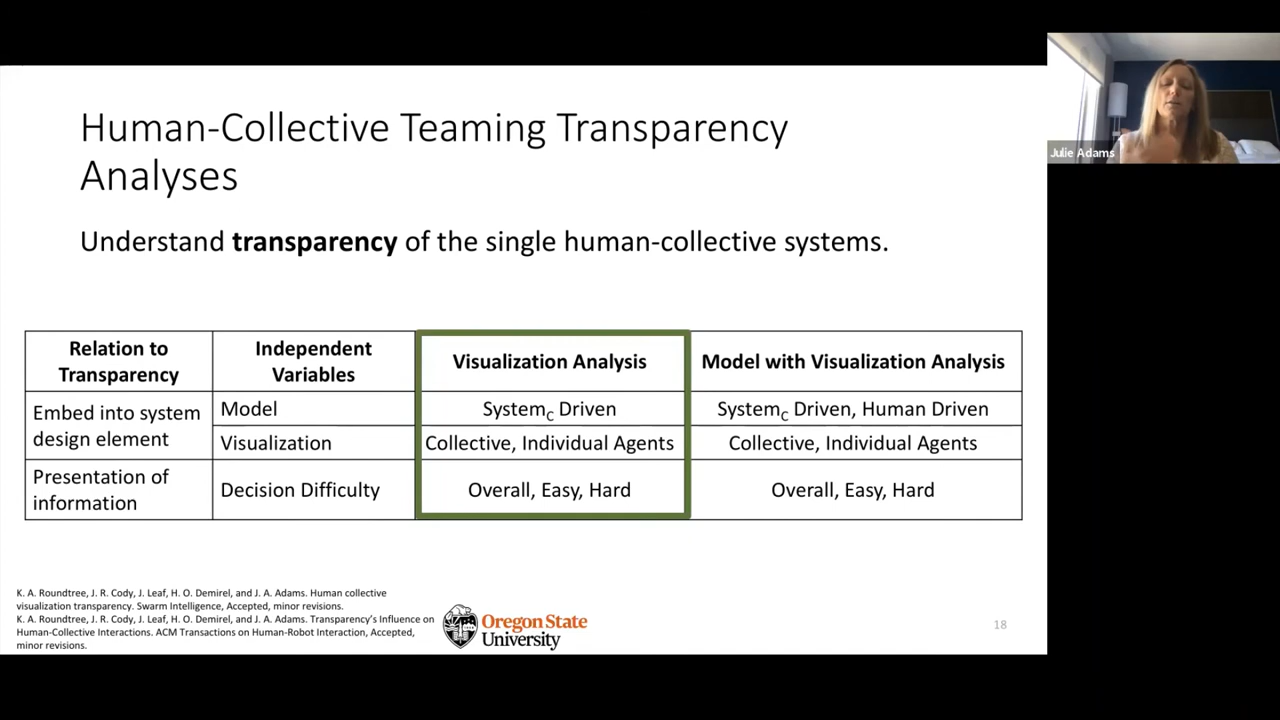 Human-Collective Teaming Transparency
Analyses
Understand transparency of the single human-collective systems.
Relation to
Transparency
Independent
Variables
Visualization Analysis
Model with Visualization Analysis
Embed into system
design element
Model
SystemC Driven
SystemC Driven, Human Driven
Visualization
Collective, Individual Agents
Collective, Individual Agents
Presentation of
information
Decision Difficulty
Overall, Easy, Hard
Overall, Easy, Hard
K. A. Roundtree, J. R. Cody, J. Leaf, H. O. Demirel, and J. A. Adams. Human collective
visualization transparency. Swarm Intelligence, Accepted, minor revisions.
K. A. Roundtree, J. R. Cody, J. Leaf, H. O. Demirel, and J. A. Adams. Transparency's Influence on
Human-Collective Interactions. ACM Transactions on Human-Robot Interaction, Accepted,
minor revisions.
Oregon State
University
18
Julie Adams